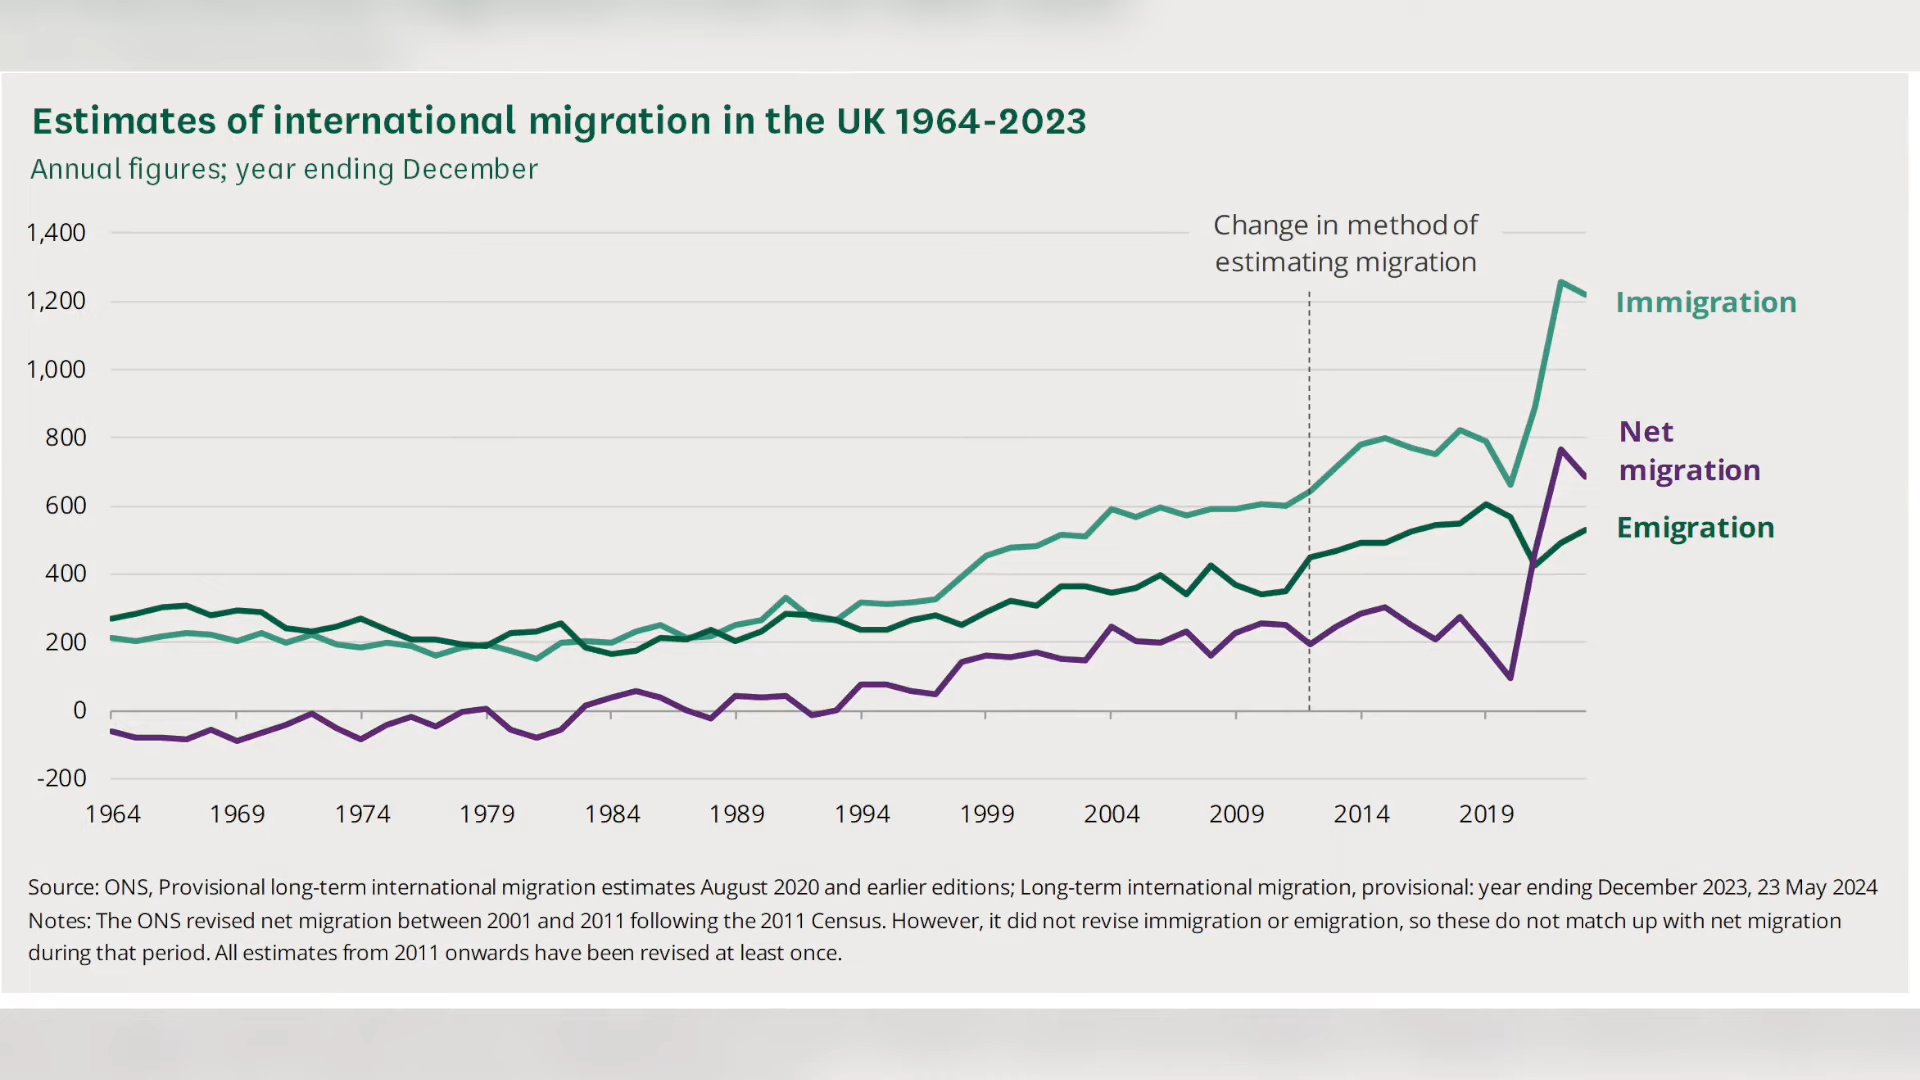 Estimates of international migration in the UK 1964-2023
Annual figures; year ending December
Change in method of
estimating migration
1,400
1,200
1,000
800
600
400
200
0
-200
Immigration
Net
migration
Emigration
1964 1969 1974 1979 1984 1989 1994 1999 2004 2009 2014 2019
Source: ONS, Provisional long-term international migration estimates August 2020 and earlier editions; Long-term international migration, provisional: year ending December 2023, 23 May 2024
Notes: The ONS revised net migration between 2001 and 2011 following the 2011 Census. However, it did not revise immigration or emigration, so these do not match up with net migration
during that period. All estimates from 2011 onwards have been revised at least once.